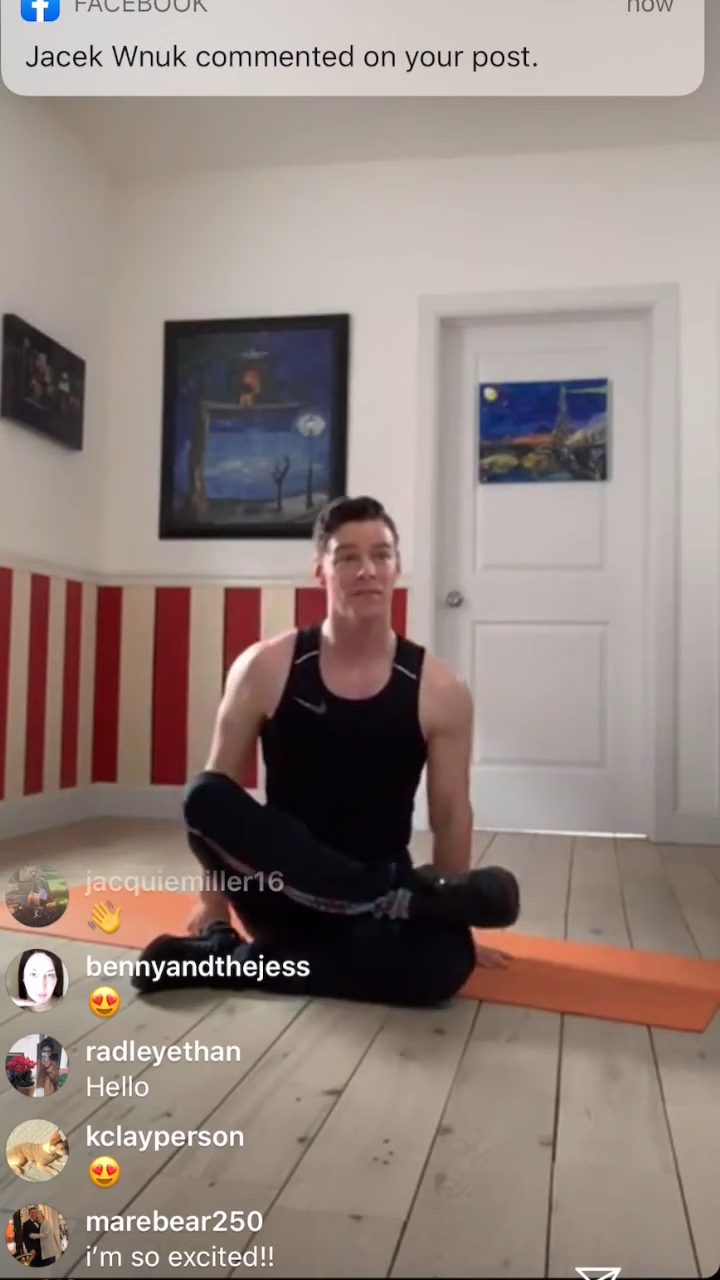 FACEBOOK now
Jacek Wnuk commented on your post.
jacquiemiller16
👋
bennyandthejess
😍
radleyethan
Hello
kclayperson
😍
marebear250
i'm so excited!!